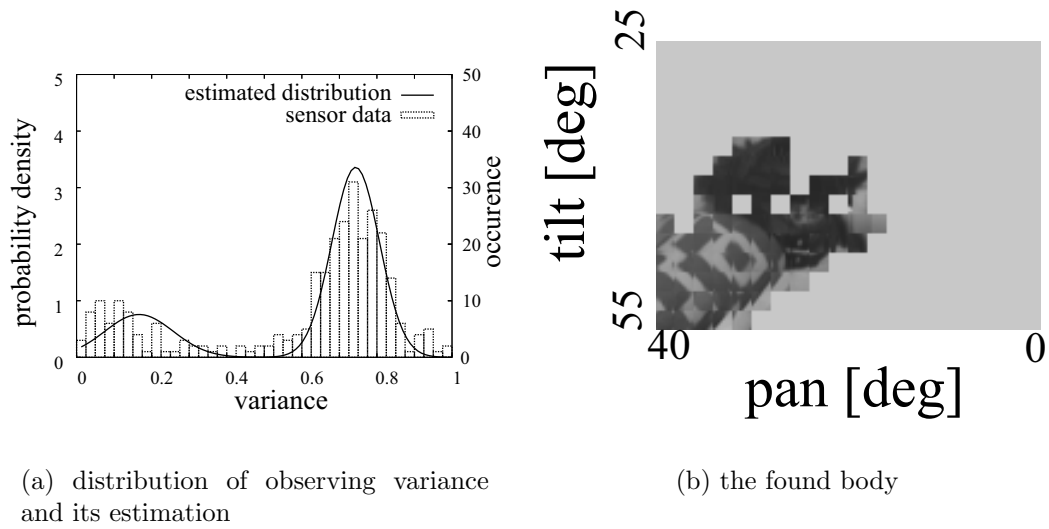 estimated distribution
sensor data
5
4
3
2
1
0
probability density
50
40
30
20
10
0
occurence
0 0.2 0.4 0.6 0.8 1
variance
(a) distribution of observing variance
and its estimation
25
55
tilt [deg]
40 0
pan [deg]
(b) the found body